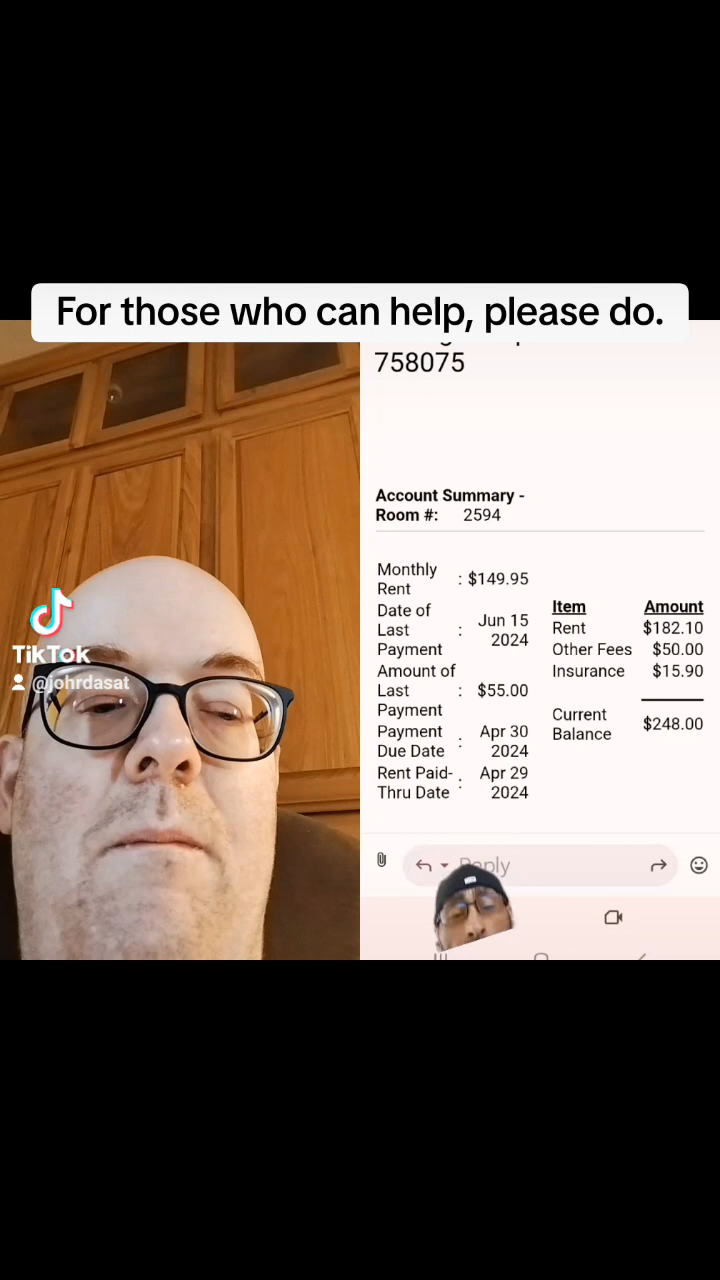 For those who can help, please do.
758075
Account Summary -
Room #: 2594
Monthly Rent : $149.95
Date of Last Payment : Jun 15 2024
Amount of Last Payment : $55.00
Payment Due Date : Apr 30 2024
Rent Paid-Thru Date : Apr 29 2024
Item Amount
Rent $182.10
Other Fees $50.00
Insurance $15.90
Current Balance $248.00
Reply
TikTok
@johrdasat